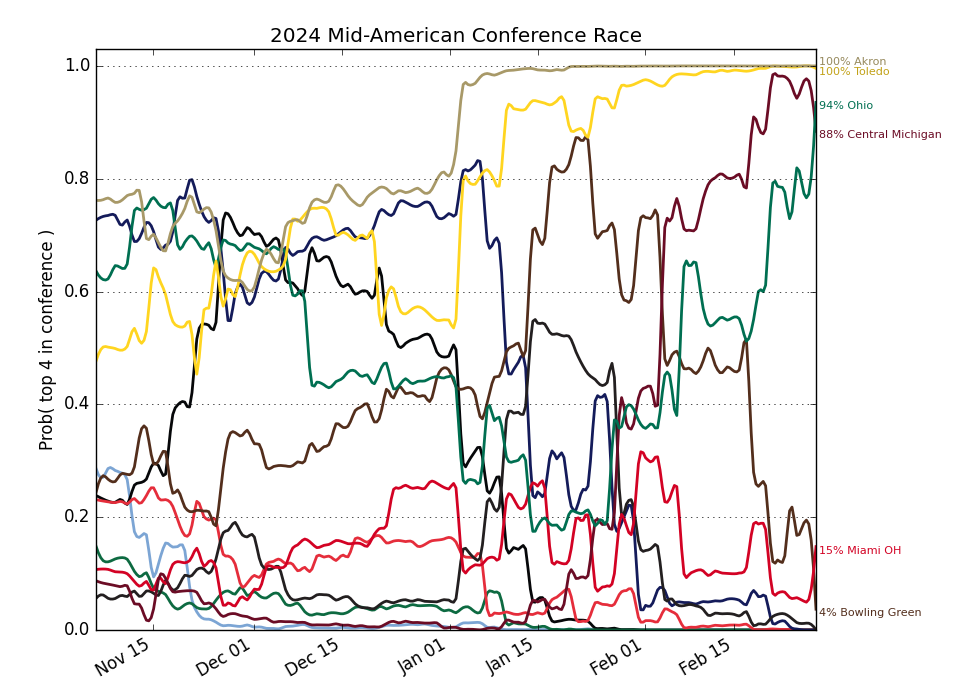 2024 Mid-American Conference Race
Prob( top 4 in conference )
1.0
0.8
0.6
0.4
0.2
0.0
Nov 15
Dec 01
Dec 15
Jan 01
Jan 15
Feb 01
Feb 15
100% Akron
100% Toledo
94% Ohio
88% Central Michigan
15% Miami OH
4% Bowling Green